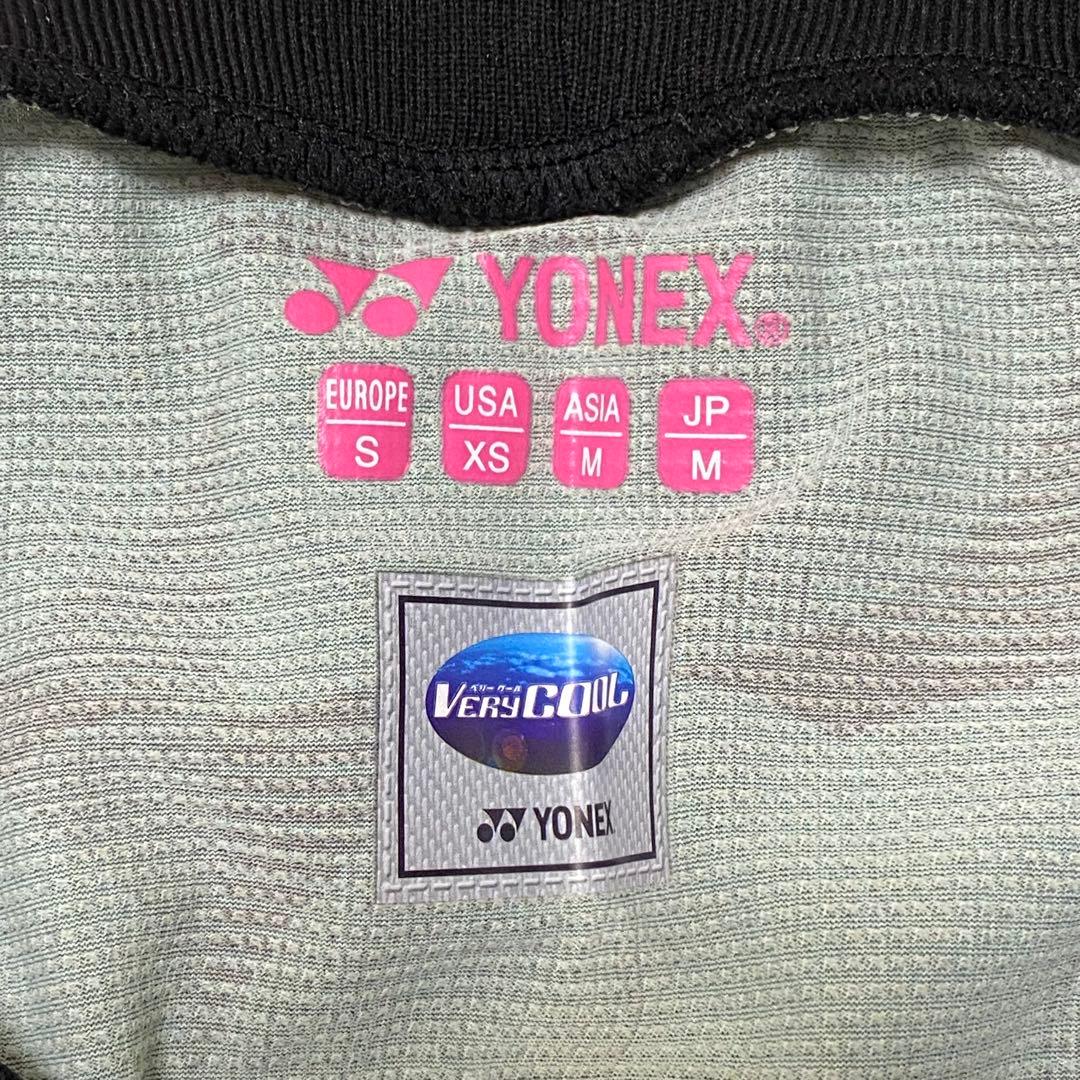 YONEX®
EUROPE USA ASIA JP
S XS M M
ベリー クール
VERYCOOL
YONEX